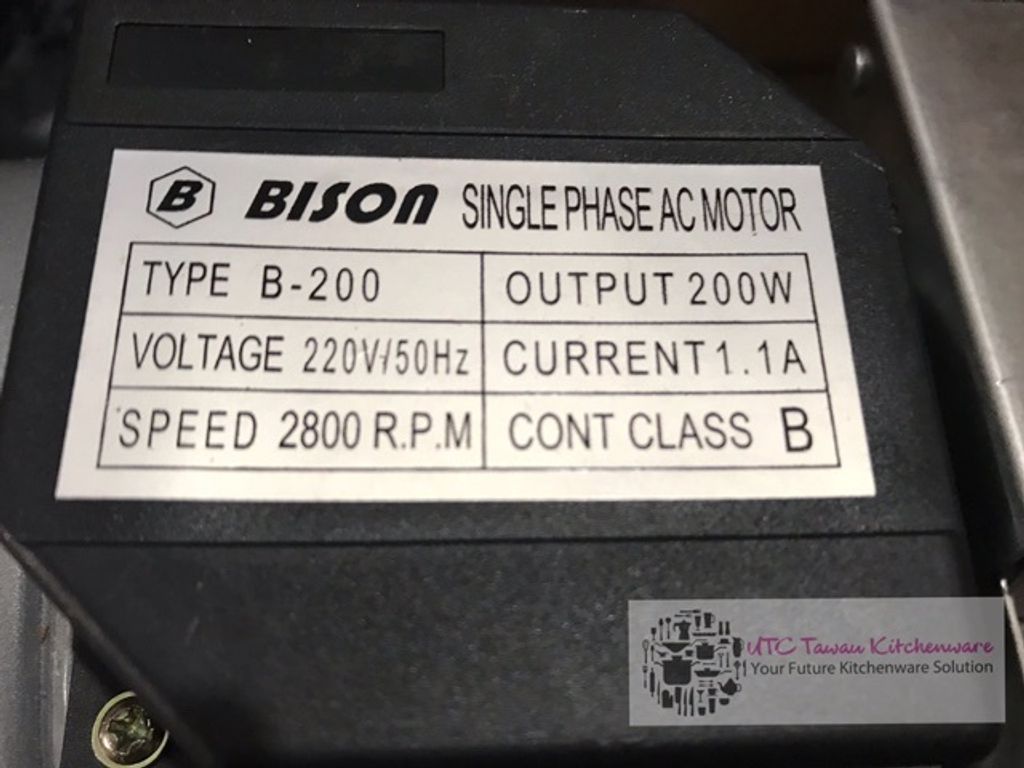 B BISON SINGLE PHASE AC MOTOR
TYPE B-200 OUTPUT 200W
VOLTAGE 220V/50Hz CURRENT 1.1A
SPEED 2800 R.P.M CONT CLASS B
UTC Tawau Kitchenware
Your Future Kitchenware Solution